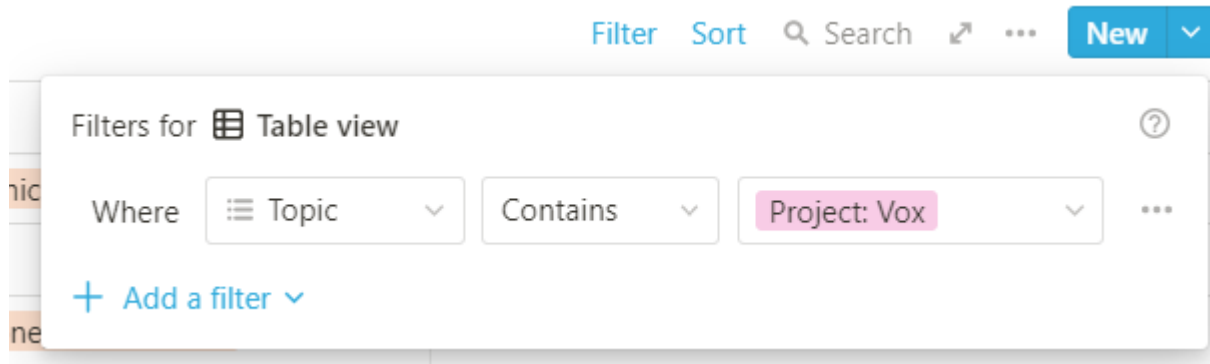 Filter Sort Search New
Filters for Table view
Where Topic Contains Project: Vox
Add a filter